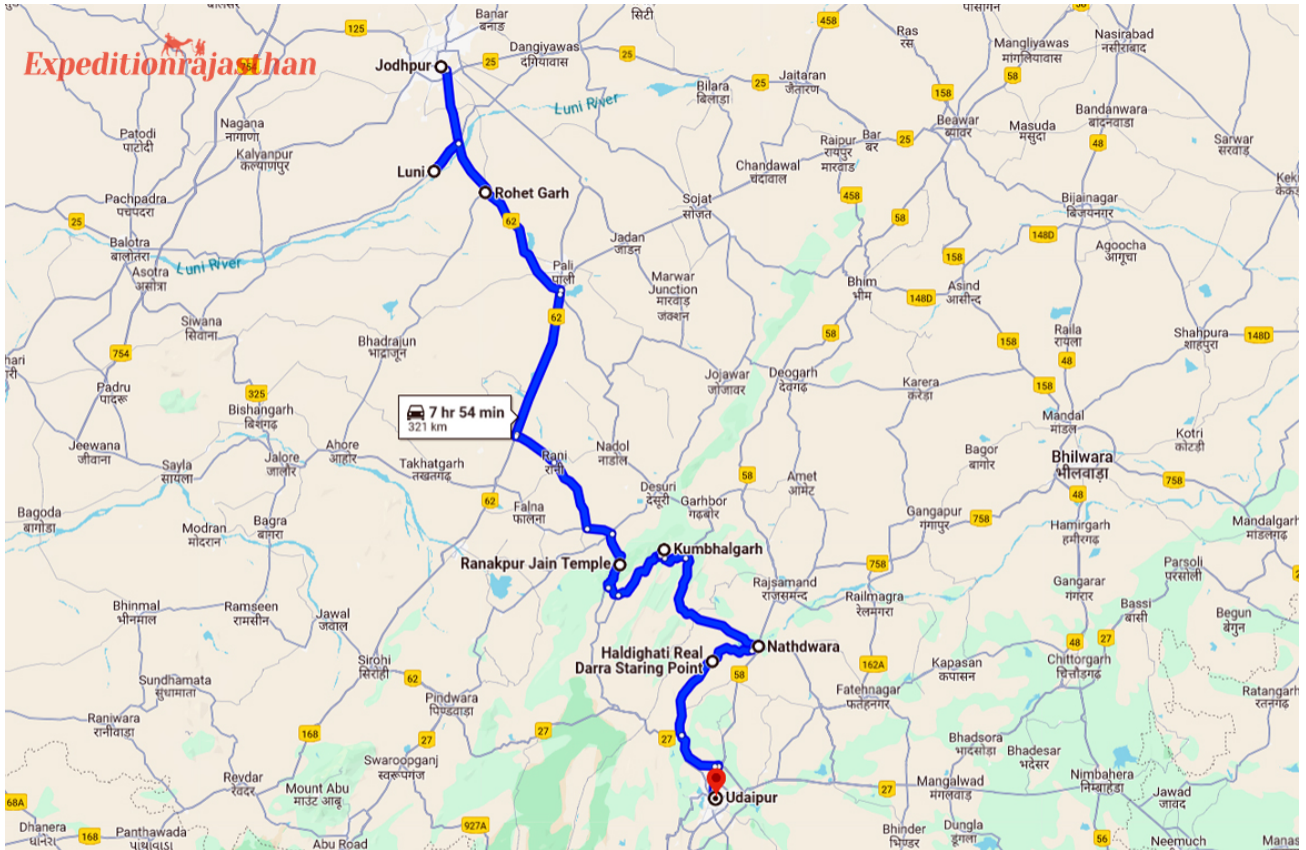 Expeditionrajasthan
Banar
बनाड़
सिटी
Dangiyawas
दंगियावास
Ras
रस
Mangliyawas
मांगलियावास
Nasirabad
नसीराबाद
125
458
58
Jodhpur
25
25
25
Jaitaran
जैतारण
Bilara
बिलाड़ा
Luni River
158
Beawar
ब्यावर
Bandanwara
बांदनवाड़ा
Masuda
मसूदा
48
Sarwar
सरवाड़
Patodi
पाटोदी
Nagana
नागाणा
Kalyanpur
कल्याणपुर
Raipur
रायपुर
मारवाड़
Bar
बर
25
Chandawal
चंदावाल
Luni
Rohet Garh
62
Sojat
सोजत
458
58
Bijainagar
बिजयनगर
Pachpadra
पचपदरा
25
Balotra
बालोतरा
Asotra
असोत्रा
Luni River
Jadan
जाडन
148D
Agoocha
आगूचा
Pali
पाली
Marwar
Junction
मारवाड़
जंक्शन
158
Bhim
भीम
148D
Asind
आसीन्द
62
Siwana
सिवाना
Bhadrajun
भाद्राजून
58
158
Raila
रायला
48
Shahpura
शाहपुरा
148D
754
Padru
पादरू
325
Bishangarh
बिशनगढ़
Jojawar
जोजावर
Deogarh
देवगढ़
Karera
करेड़ा
158
Mandal
मांडल
7 hr 54 min
321 km
Jeewana
जीवाना
Sayla
सायला
Jalore
जालौर
Ahore
आहोर
Takhatgarh
तखतगढ़
Rani
रानी
Nadol
नाडोल
Bagor
बागोर
Bhilwara
भीलवाड़ा
Kotri
कोटड़ी
62
Desuri
देसूरी
Garhbor
गढ़बोर
58
Amet
आमेट
758
48
Bagoda
बागोडा
Modran
मोदरान
Bagra
बागरा
Falna
फालना
Gangapur
गंगापुर
758
Hamirgarh
हमीरगढ़
Mandalgarh
मांडलगढ़
Kumbhalgarh
Ranakpur Jain Temple
758
Rajsamand
राजसमन्द
Railmagra
रेलमगरा
Gangarar
गंगरार
Parsoli
पारसोली
Bassi
बासी
Begun
बेगुन
Bhinmal
भीनमाल
Ramseen
रामसीन
Jawal
जवाल
Nathdwara
Haldighati Real
Darra Staring Point
48
27
Sirohi
सिरोही
62
58
162A
Kapasan
कपासन
Chittorgarh
चित्तौड़गढ़
Sundhamata
सुंधामाता
Pindwara
पिण्डवाड़ा
Fatehnagar
फतेहनगर
Ratangarh
रतनगढ़
Raniwara
रानीवाड़ा
168
27
27
27
Bhadsora
भादसोडा
Bhadesar
भदेसर
Swaroopganj
स्वरूपगंज
Revdar
रेवदर
Mount Abu
माउंट आबू
Udaipur
27
Mangalwad
मंगलवाड़
Nimbahera
निम्बाहेड़ा
Jawad
जावद
68A
Dhanera
168
Panthawada
Abu Road
927A
Bhinder
भिण्डर
Dungla
डूंगला
56
Neemuch